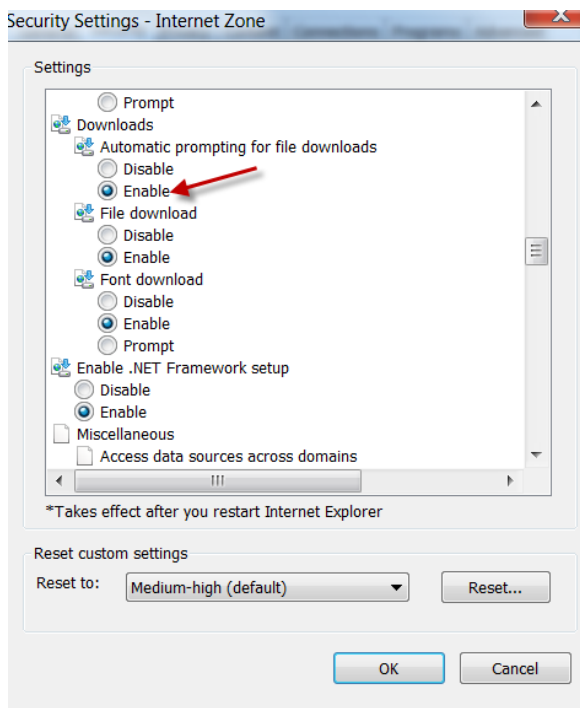 Security Settings - Internet Zone
Settings
Prompt
Downloads
Automatic prompting for file downloads
Disable
Enable
File download
Disable
Enable
Font download
Disable
Enable
Prompt
Enable .NET Framework setup
Disable
Enable
Miscellaneous
Access data sources across domains
*Takes effect after you restart Internet Explorer
Reset custom settings
Reset to: Medium-high (default) Reset...
OK Cancel